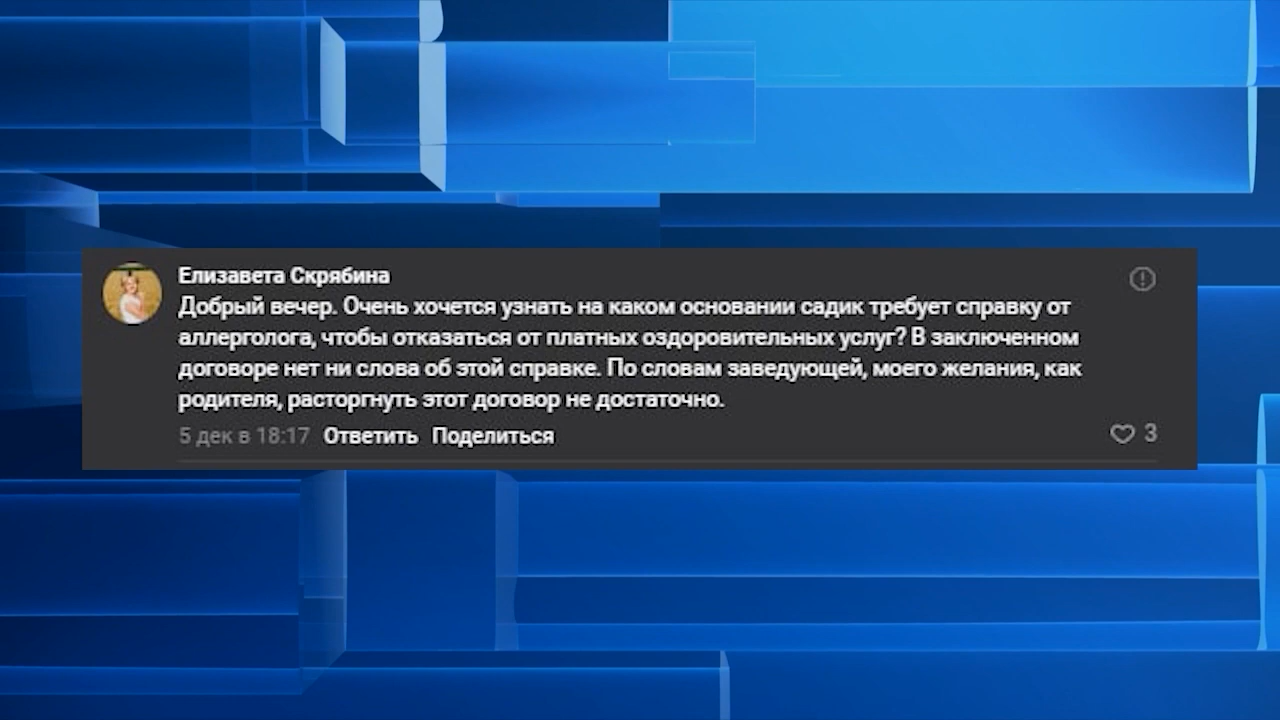 Елизавета Скрябина
Добрый вечер. Очень хочется узнать на каком основании садик требует справку от
аллерголога, чтобы отказаться от платных оздоровительных услуг? В заключенном
договоре нет ни слова об этой справке. По словам заведующей, моего желания, как
родителя, расторгнуть этот договор не достаточно.
5 дек в 18:17 Ответить Поделиться
3